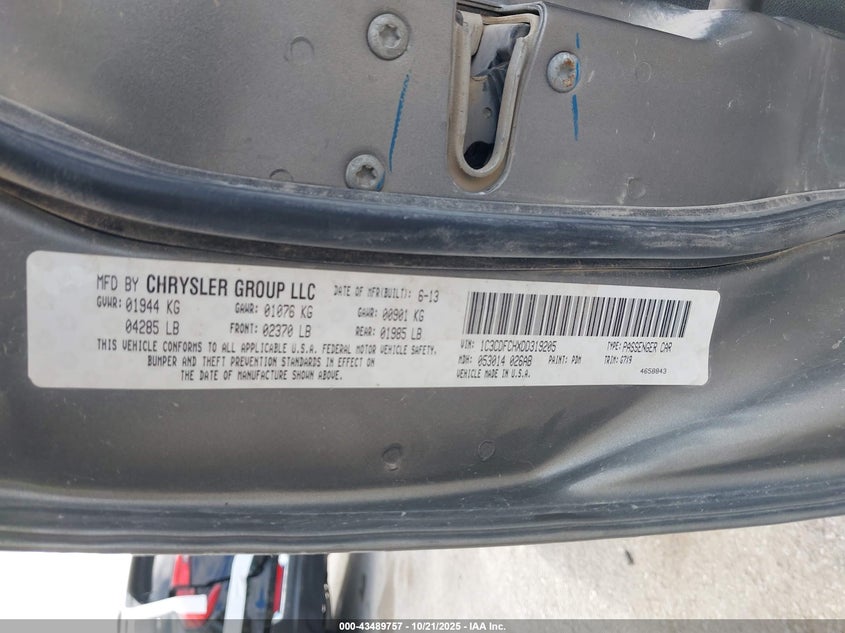 MFD BY CHRYSLER GROUP LLC DATE OF MFR(BUILT): 6-13
GVWR: 01944 KG GAWR: 01076 KG GAWR: 00901 KG
04285 LB FRONT: 02370 LB REAR: 01985 LB
THIS VEHICLE CONFORMS TO ALL APPLICABLE U.S.A. FEDERAL MOTOR VEHICLE SAFETY,
BUMPER AND THEFT PREVENTION STANDARDS IN EFFECT ON
THE DATE OF MANUFACTURE SHOWN ABOVE.
VIN: 1C3CDFCHXDD319205 TYPE: PASSENGER CAR
MDH: 053014 026AB PAINT: PDM TRIM: G7X9
VEHICLE MADE IN U.S.A. 4658843
000-43489757 - 10/21/2025 - IAA Inc.